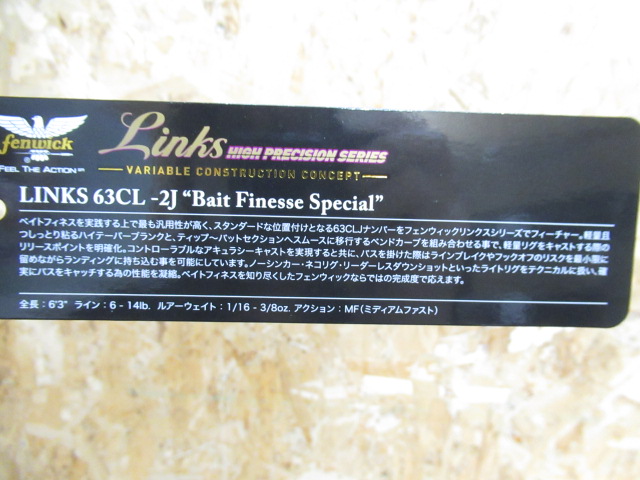 fenwick
®
FEEL THE ACTION SM
Links HIGH PRECISION SERIES
VARIABLE CONSTRUCTION CONCEPT
LINKS 63CL -2J “Bait Finesse Special”
ベイトフィネスを実践する上で最も汎用性が高く、スタンダードな位置付けとなる63CLJナンバーをフェンウィックリンクスシリーズでフィーチャー。軽量且
つしっとり粘るハイテーパーブランクと、ティップ～バットセクションへスムースに移行するベンドカーブを組み合わせる事で、軽量リグをキャストする際の
リリースポイントを明確化。コントローラブルなアキュラシーキャストを実現すると共に、バスを掛けた際はラインブレイクやフックオフのリスクを最小限に
留めながらランディングに持ち込む事を可能にしています。ノーシンカー・ネコリグ・リーダーレスダウンショットといったライトリグをテクニカルに扱い、確
実にバスをキャッチする為の性能を凝縮。ベイトフィネスを知り尽くしたフェンウィックならではの完成度で応えます。
全長：6'3" ライン：6 - 14lb. ルアーウェイト：1/16 - 3/8oz. アクション：MF（ミディアムファスト）